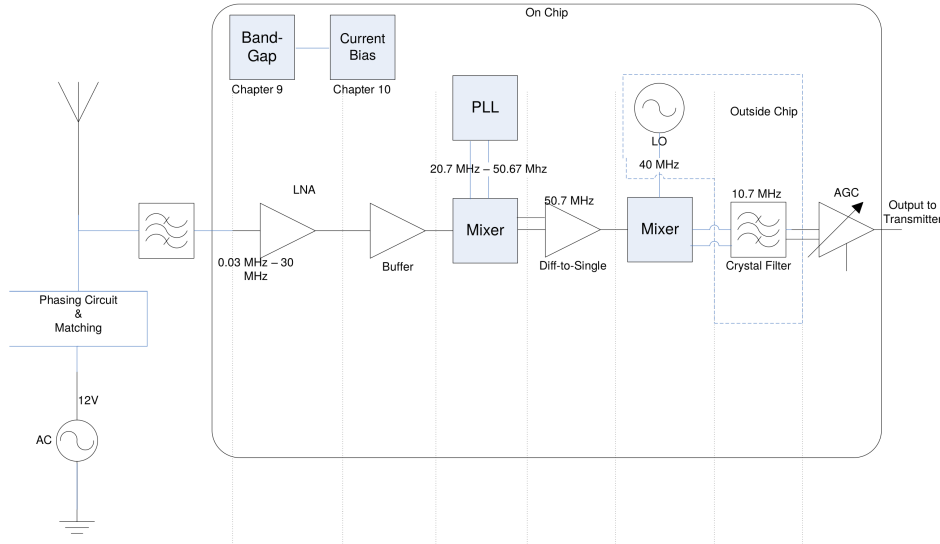 On Chip
Band-
Gap
Current
Bias
Chapter 9
Chapter 10
PLL
Outside Chip
LO
20.7 MHz – 50.67 Mhz
40 MHz
LNA
50.7 MHz
10.7 MHz
AGC
Mixer
Mixer
Output to
Transmitter
0.03 MHz – 30
MHz
Buffer
Diff-to-Single
Crystal Filter
Phasing Circuit
&
Matching
12V
AC